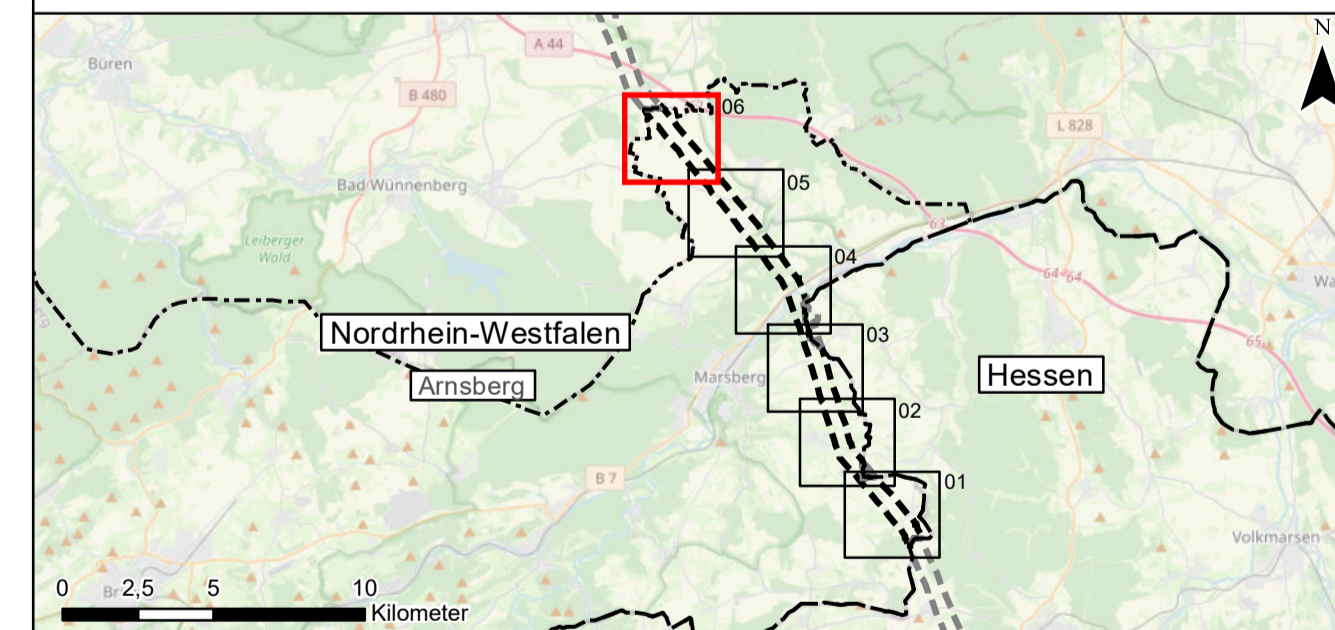 N
A 44
Büren
B 480
06
L 828
Bad Wünnenberg
05
63
Leiberger
Wald
04
64-64
Nordrhein-Westfalen
03
65
Marsberg
Arnsberg
Hessen
02
B 7
01
Volkmarsen
0 2,5 5 10
Kilometer